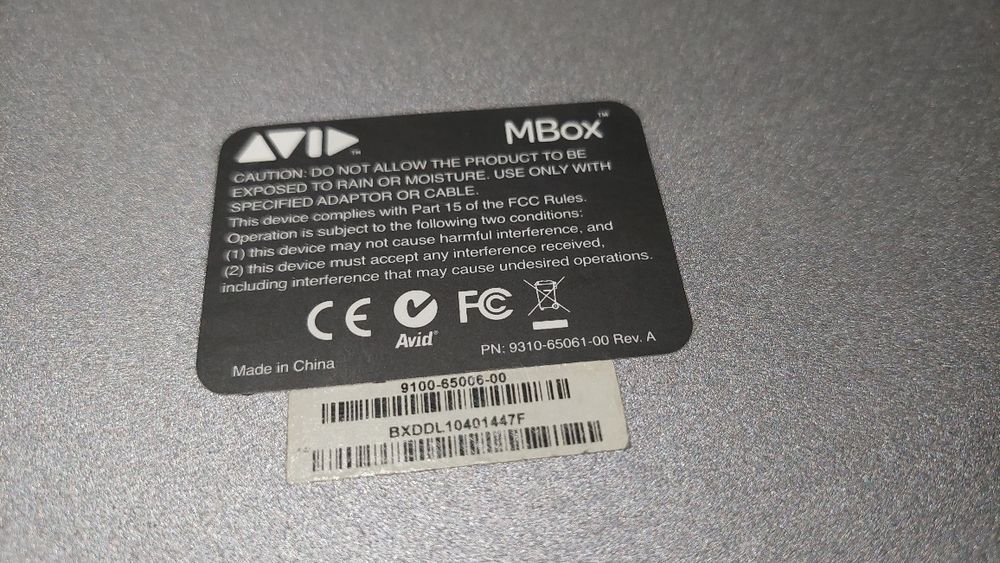 AVID™ MBox™
CAUTION: DO NOT ALLOW THE PRODUCT TO BE
EXPOSED TO RAIN OR MOISTURE. USE ONLY WITH
SPECIFIED ADAPTOR OR CABLE.
This device complies with Part 15 of the FCC Rules.
Operation is subject to the following two conditions:
(1) this device may not cause harmful interference, and
(2) this device must accept any interference received,
including interference that may cause undesired operations.
CE FC
Avid®
Made in China PN: 9310-65061-00 Rev. A
9100-65006-00
BXDDL10401447F